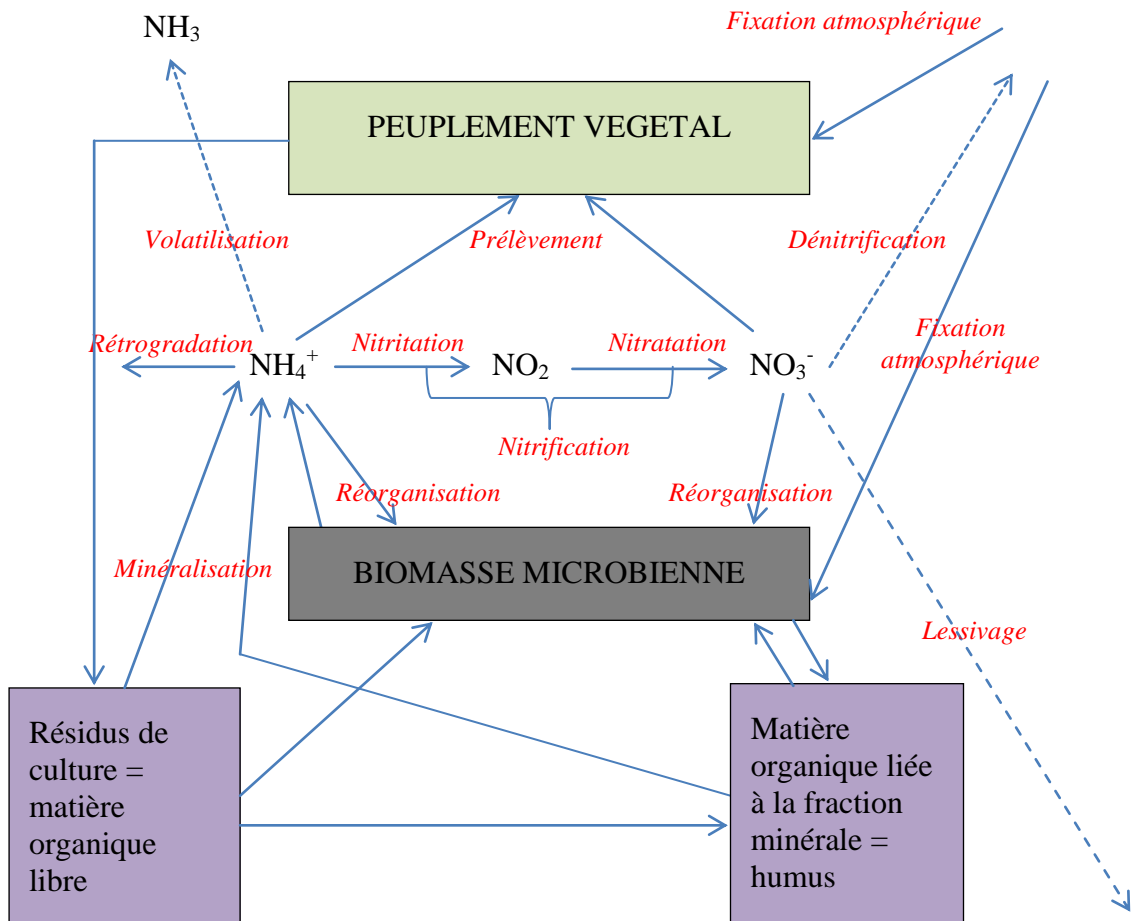 Fixation atmosphérique
NH₃
PEUPLEMENT VEGETAL
Volatilisation
Prélèvement
Dénitrification
Rétrogradation
Nitritation
Nitratation
Fixation
atmosphérique
NH₄⁺
NO₂
NO₃⁻
Nitrification
Réorganisation
Réorganisation
Minéralisation
BIOMASSE MICROBIENNE
Lessivage
Résidus de
culture =
matière
organique
libre
Matière
organique liée
à la fraction
minérale =
humus